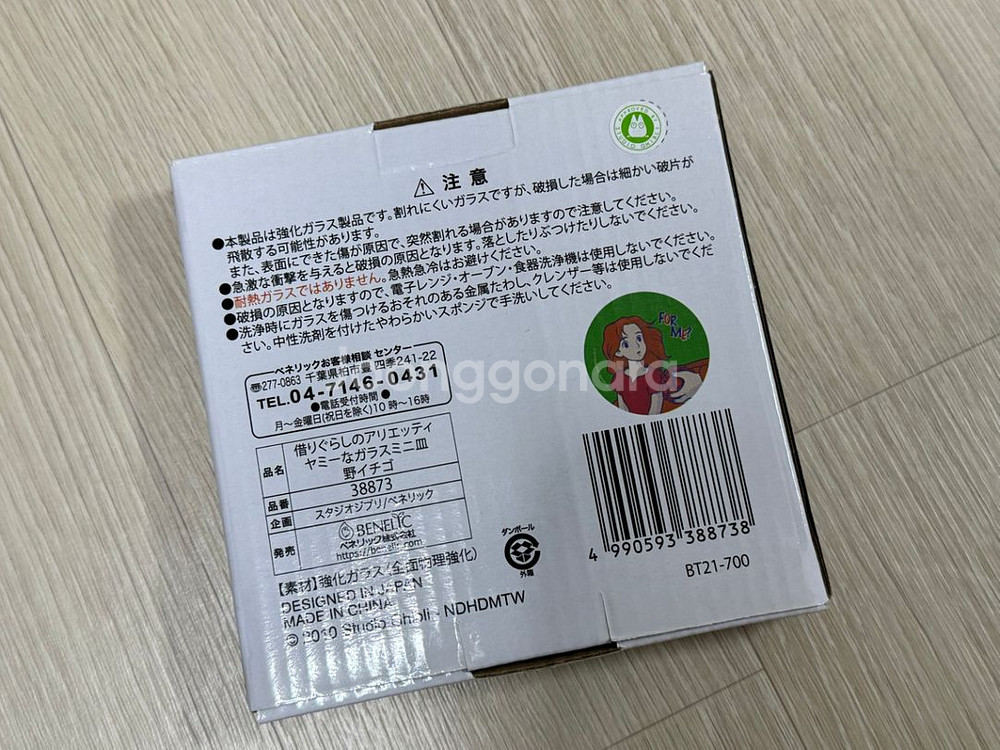 APPROVED BY STUDIO GHIBLI
⚠ 注意
●本製品は強化ガラス製品です。割れにくいガラスですが、破損した場合は細かい破片が
飛散する可能性があります。
また、表面にできた傷が原因で、突然割れる場合がありますので注意してください。
●急激な衝撃を与えると破損の原因となります。落としたりぶつけたりしないでください。
●耐熱ガラスではありません。急熱急冷はお避けください。
●破損の原因となりますので、電子レンジ・オーブン・食器洗浄機は使用しないでください。
●洗浄時にガラスを傷つけるおそれのある金属たわし、クレンザー等は使用しないでくだ
さい。中性洗剤を付けたやわらかいスポンジで手洗いしてください。
FOR ME?
honggonara
ベネリックお客様相談センター
〠277-0863 千葉県柏市豊四季241-22
TEL.04-7146-0431
●電話受付時間●
月〜金曜日(祝日を除く)10時〜16時
品名 借りぐらしのアリエッティ
ヤミーなガラスミニ皿
野イチゴ
品番 38873
企画 スタジオジブリ/ベネリック
発売 BENELIC
ベネリック株式会社
https://benelic.com
【素材】強化ガラス(全面物理強化)
DESIGNED IN JAPAN
MADE IN CHINA
© 2010 Studio Ghibli NDHDMTW
ダンボール
外箱
4 990593 388738
BT21-700